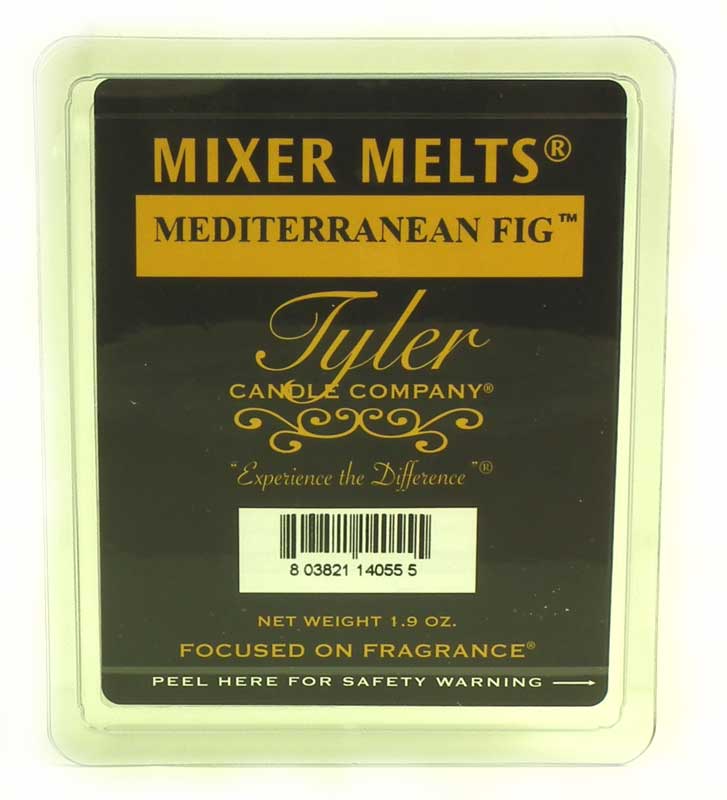 MIXER MELTS®
MEDITERRANEAN FIG™
Tyler
CANDLE COMPANY®
"Experience the Difference"®
8 03821 14055 5
NET WEIGHT 1.9 OZ.
FOCUSED ON FRAGRANCE®
PEEL HERE FOR SAFETY WARNING